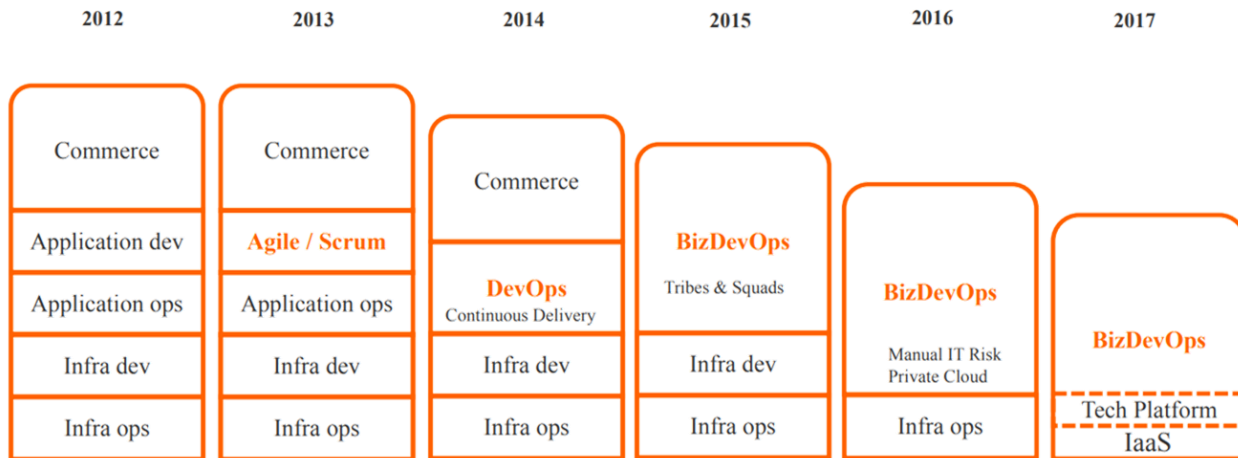 2012
2013
2014
2015
2016
2017
Commerce
Application dev
Application ops
Infra dev
Infra ops
Commerce
Agile / Scrum
Application ops
Infra dev
Infra ops
Commerce
DevOps
Continuous Delivery
Infra dev
Infra ops
BizDevOps
Tribes & Squads
Infra dev
Infra ops
BizDevOps
Manual IT Risk
Private Cloud
Infra ops
BizDevOps
Tech Platform
IaaS